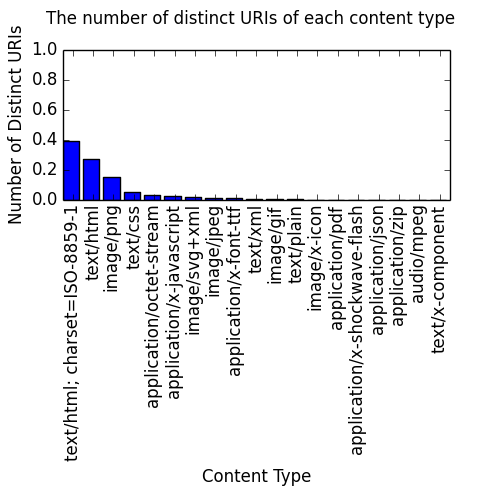 The number of distinct URIs of each content type
Number of Distinct URIs
1.0
0.8
0.6
0.4
0.2
0.0
text/html; charset=ISO-8859-1
text/html
image/png
text/css
application/octet-stream
application/x-javascript
image/svg+xml
image/jpeg
application/x-font-ttf
text/xml
image/gif
text/plain
image/x-icon
application/pdf
application/x-shockwave-flash
application/json
application/zip
audio/mpeg
text/x-component
Content Type